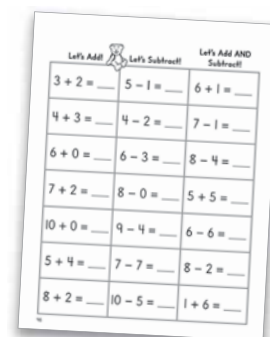 Let's Add! Let's Subtract! Let's Add AND
Subtract!
3 + 2 = ___ 5 - 1 = ___ 6 + 1 = ___
4 + 3 = ___ 4 - 2 = ___ 7 - 1 = ___
6 + 0 = ___ 6 - 3 = ___ 8 - 4 = ___
7 + 2 = ___ 8 - 0 = ___ 5 + 5 = ___
10 + 0 = ___ 9 - 4 = ___ 6 - 6 = ___
5 + 4 = ___ 7 - 7 = ___ 8 - 2 = ___
8 + 2 = ___ 10 - 5 = ___ 1 + 6 = ___